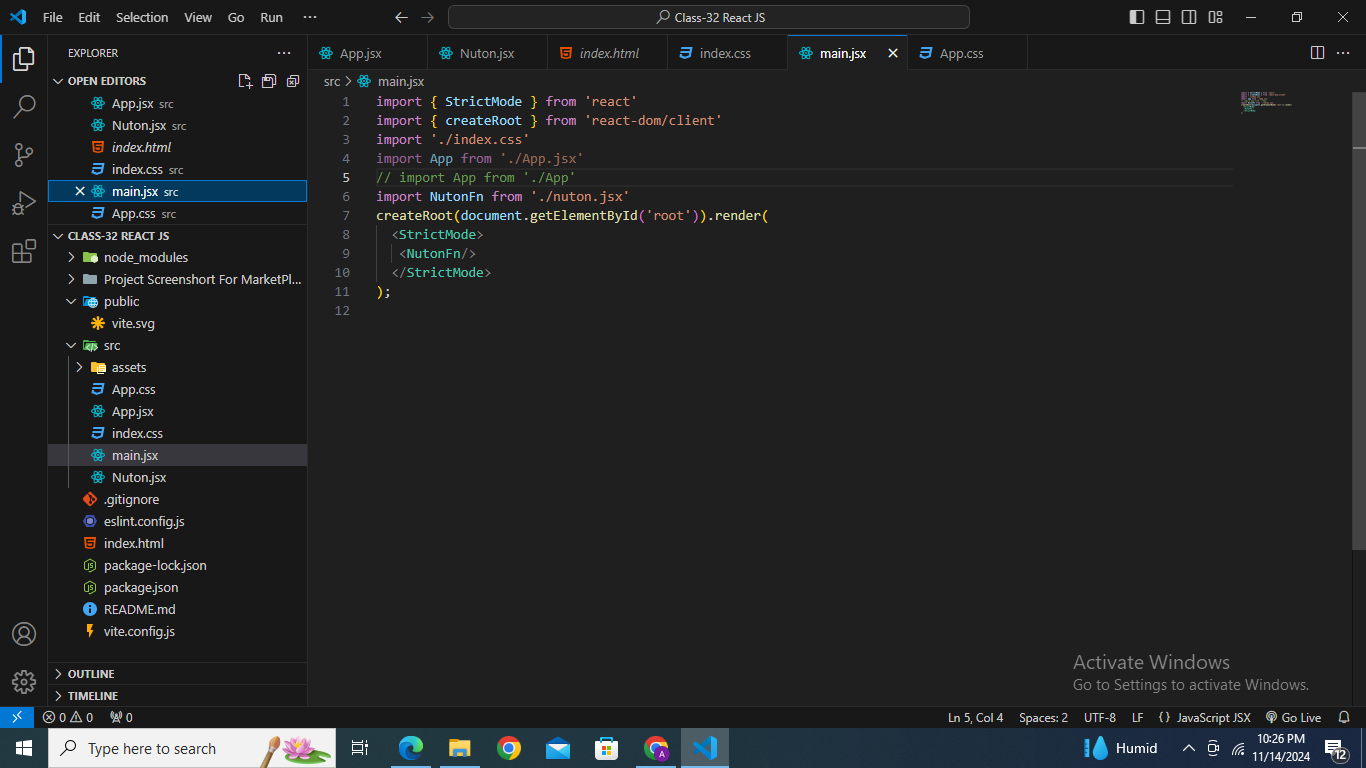 File Edit Selection View Go Run ···
Class-32 React JS
EXPLORER
OPEN EDITORS
App.jsx src
Nuton.jsx src
index.html
index.css src
main.jsx src
App.css src
CLASS-32 REACT JS
node_modules
Project Screenshort For MarketPl...
public
vite.svg
src
assets
App.css
App.jsx
index.css
main.jsx
Nuton.jsx
.gitignore
eslint.config.js
index.html
package-lock.json
package.json
README.md
vite.config.js
OUTLINE
TIMELINE
App.jsx Nuton.jsx index.html index.css main.jsx App.css
src > main.jsx
1 import { StrictMode } from 'react'
2 import { createRoot } from 'react-dom/client'
3 import './index.css'
4 import App from './App.jsx'
5 // import App from './App'
6 import NutonFn from './nuton.jsx'
7 createRoot(document.getElementById('root')).render(
8 <StrictMode>
9 <NutonFn/>
10 </StrictMode>
11 );
12
Activate Windows
Go to Settings to activate Windows.
0 0 0 Ln 5, Col 4 Spaces: 2 UTF-8 LF {} JavaScript JSX Go Live
Type here to search
A
Humid
10:26 PM
11/14/2024
12